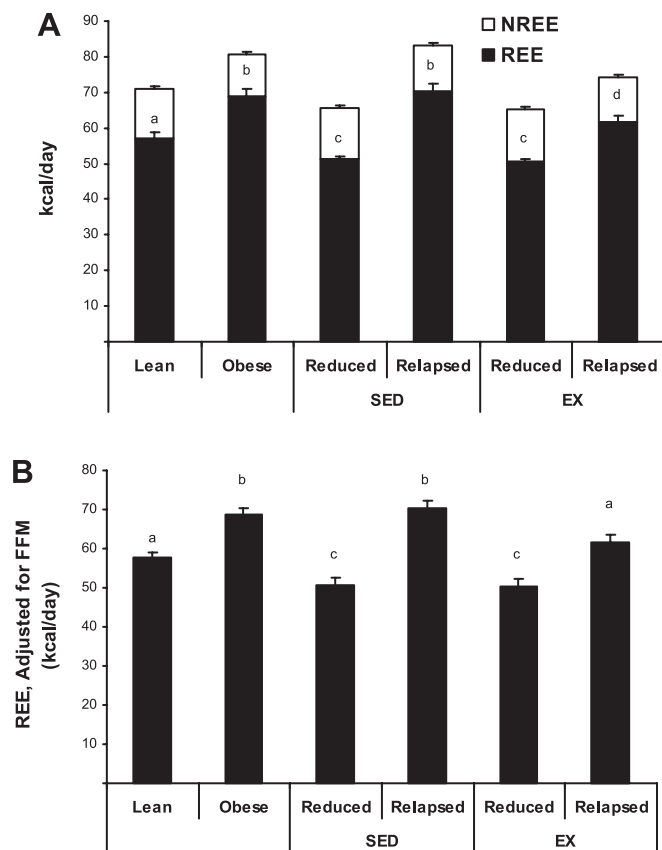 A
NREE
REE
kcal/day
90
80
70
60
50
40
30
20
10
a
b
c
b
c
d
Lean Obese Reduced Relapsed Reduced Relapsed
SED EX
B
REE, Adjusted for FFM
(kcal/day)
80
70
60
50
40
30
20
10
a
b
c
b
c
a
Lean Obese Reduced Relapsed Reduced Relapsed
SED EX